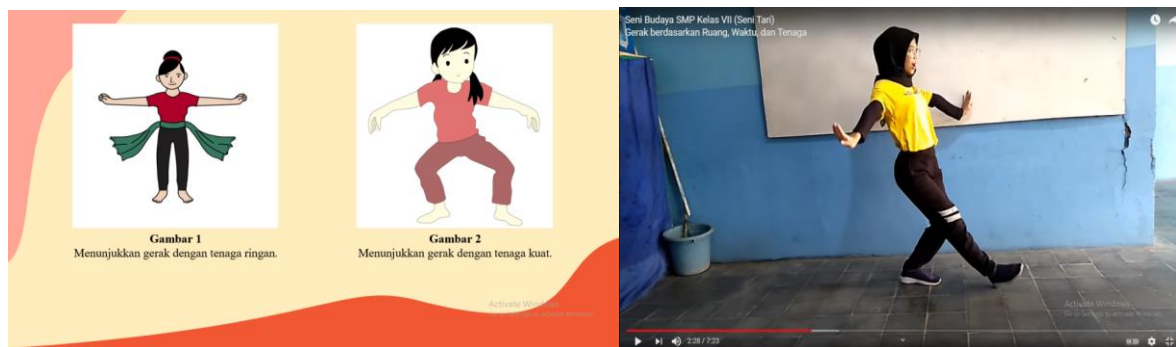 Gambar 1
Menunjukkan gerak dengan tenaga ringan.
Gambar 2
Menunjukkan gerak dengan tenaga kuat.
Activate Windows
Seni Budaya SMP Kelas VII (Seni Tari)
Gerak berdasarkan Ruang, Waktu, dan Tenaga
Activate Windows
2:28 / 7:23